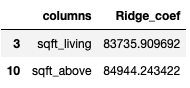 columns Ridge_coef
3 sqft_living 83735.909692
10 sqft_above 84944.243422